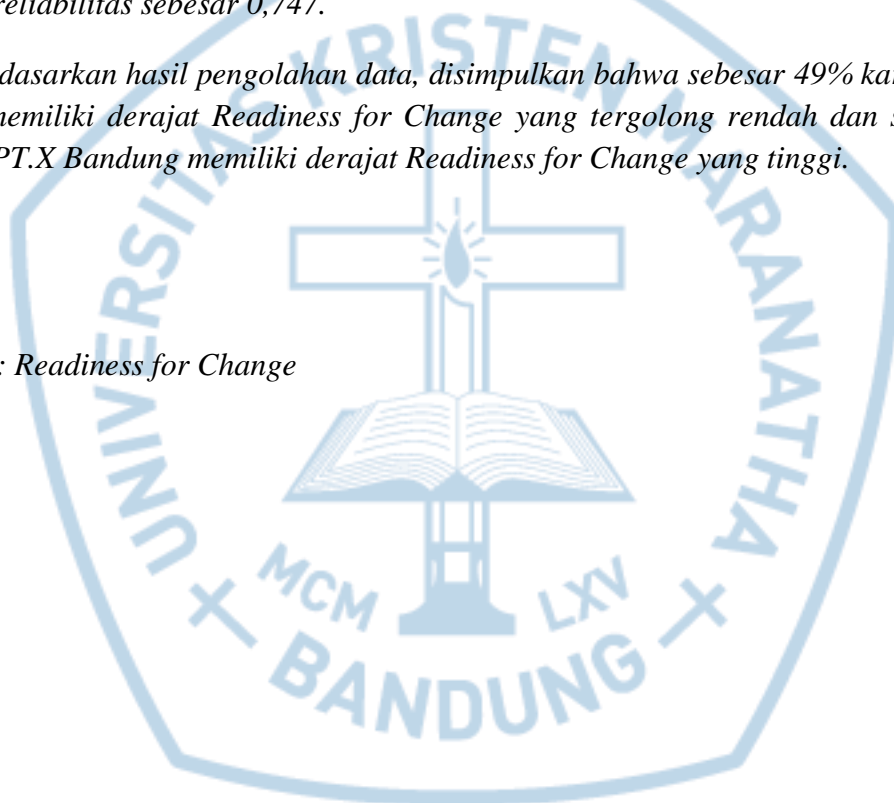 reliabilitas sebesar 0,747.
dasarkan hasil pengolahan data, disimpulkan bahwa sebesar 49% kar
memiliki derajat Readiness for Change yang tergolong rendah dan s
PT.X Bandung memiliki derajat Readiness for Change yang tinggi.
: Readiness for Change
UNIVERSITAS KRISTEN MARANATHA
MCM LXV
BANDUNG